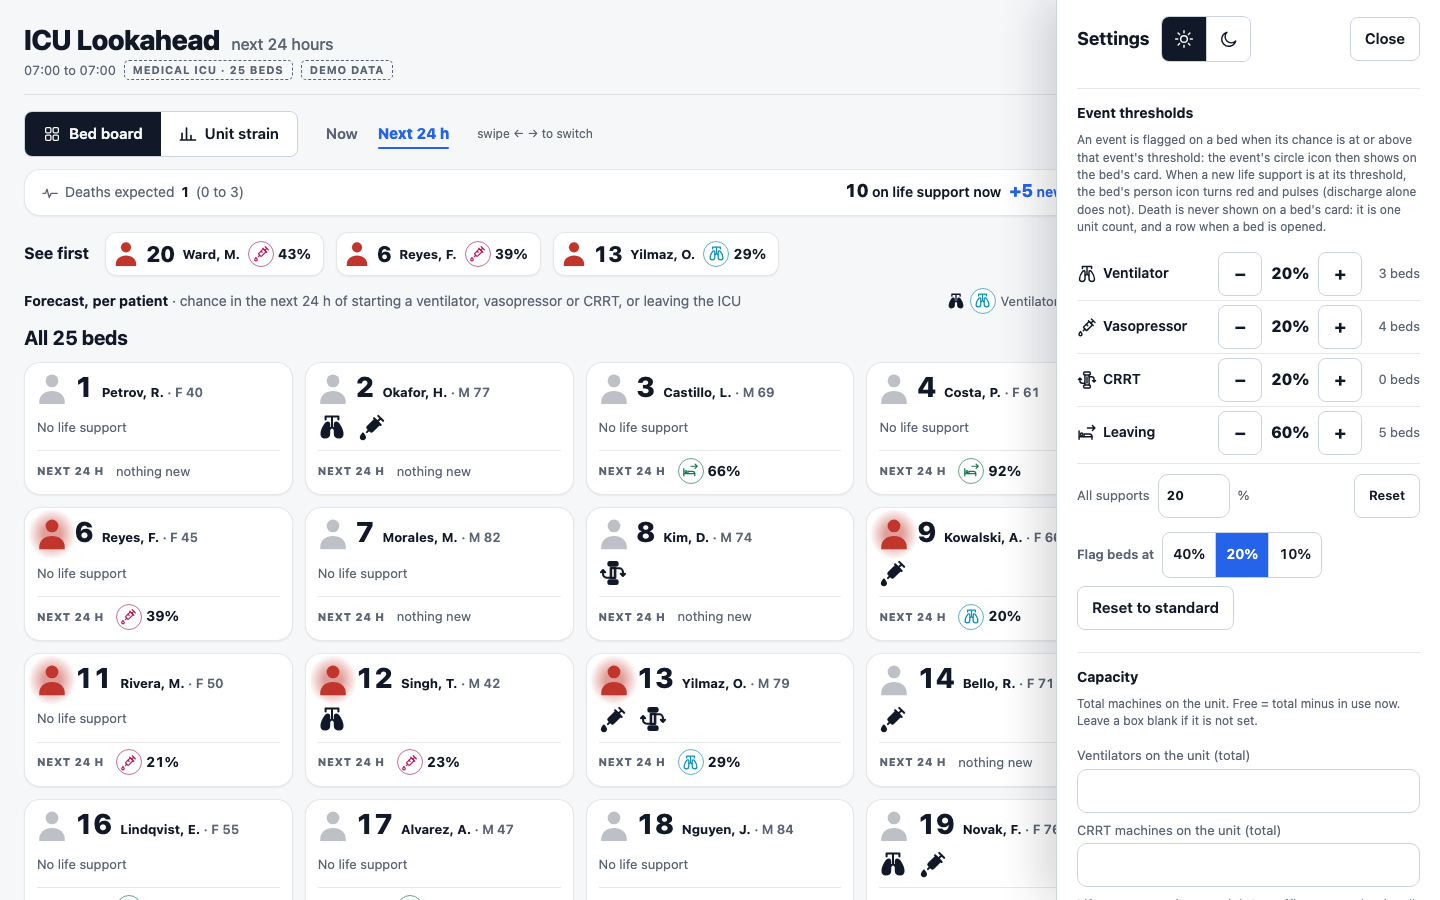 ICU Lookahead next 24 hours
07:00 to 07:00 MEDICAL ICU · 25 BEDS DEMO DATA
Bed board Unit strain Now Next 24 h swipe ← → to switch
Deaths expected 1 (0 to 3) 10 on life support now +5
See first 20 Ward, M. 43% 6 Reyes, F. 39% 13 Yilmaz, O. 29%
Forecast, per patient · chance in the next 24 h of starting a ventilator, vasopressor or CRRT, or leaving the ICU Ventilator
All 25 beds
1 Petrov, R. · F 40
No life support
NEXT 24 H nothing new
2 Okafor, H. · M 77
NEXT 24 H nothing new
3 Castillo, L. · M 69
No life support
NEXT 24 H 66%
4 Costa, P. · F 61
No life support
NEXT 24 H 92%
6 Reyes, F. · F 45
No life support
NEXT 24 H 39%
7 Morales, M. · M 82
No life support
NEXT 24 H nothing new
8 Kim, D. · M 74
NEXT 24 H nothing new
9 Kowalski, A. · F
NEXT 24 H 20%
11 Rivera, M. · F 50
No life support
NEXT 24 H 21%
12 Singh, T. · M 42
NEXT 24 H 23%
13 Yilmaz, O. · M 79
NEXT 24 H 29%
14 Bello, R. · F 71
NEXT 24 H nothing new
16 Lindqvist, E. · F 55
No life support
17 Alvarez, A. · M 47
No life support
18 Nguyen, J. · M 84
No life support
19 Novak, F. · F
Settings Close
Event thresholds
An event is flagged on a bed when its chance is at or above
that event's threshold: the event's circle icon then shows on
the bed's card. When a new life support is at its threshold,
the bed's person icon turns red and pulses (discharge alone
does not). Death is never shown on a bed's card: it is one
unit count, and a row when a bed is opened.
Ventilator − 20% + 3 beds
Vasopressor − 20% + 4 beds
CRRT − 20% + 0 beds
Leaving − 60% + 5 beds
All supports 20 % Reset
Flag beds at 40% 20% 10%
Reset to standard
Capacity
Total machines on the unit. Free = total minus in use now.
Leave a box blank if it is not set.
Ventilators on the unit (total)
CRRT machines on the unit (total)